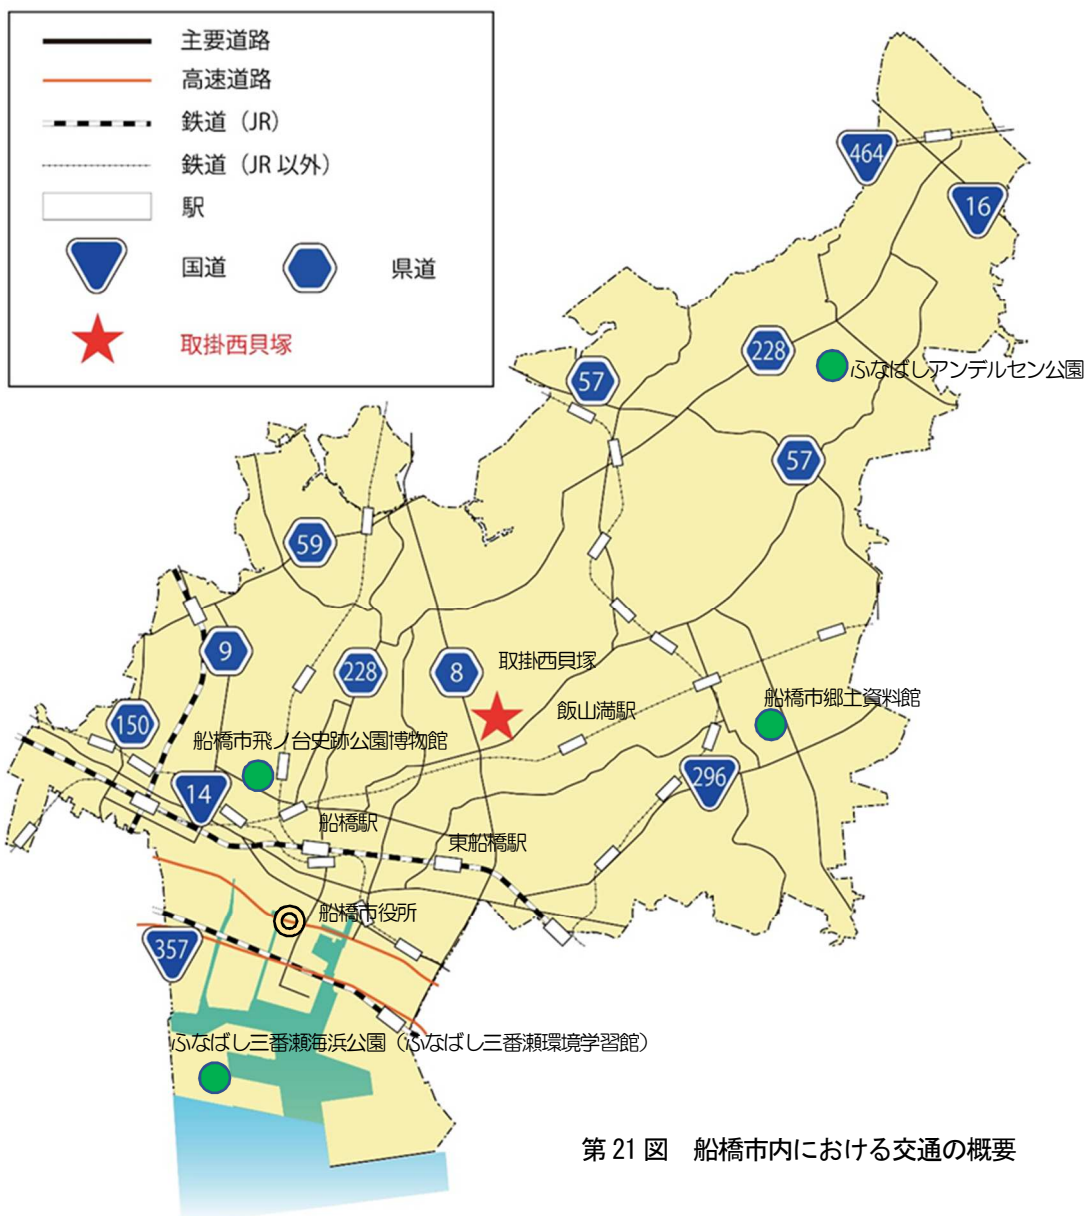 主要道路
高速道路
鉄道（JR）
鉄道（JR 以外）
駅
国道
県道
取掛西貝塚
464
16
228
ふなばしアンデルセン公園
57
57
59
9
228
8
取掛西貝塚
飯山満駅
船橋市郷土資料館
150
船橋市飛ノ台史跡公園博物館
14
296
船橋駅
東船橋駅
船橋市役所
357
ふなばし三番瀬海浜公園（ふなばし三番瀬環境学習館）
第 21 図　船橋市内における交通の概要